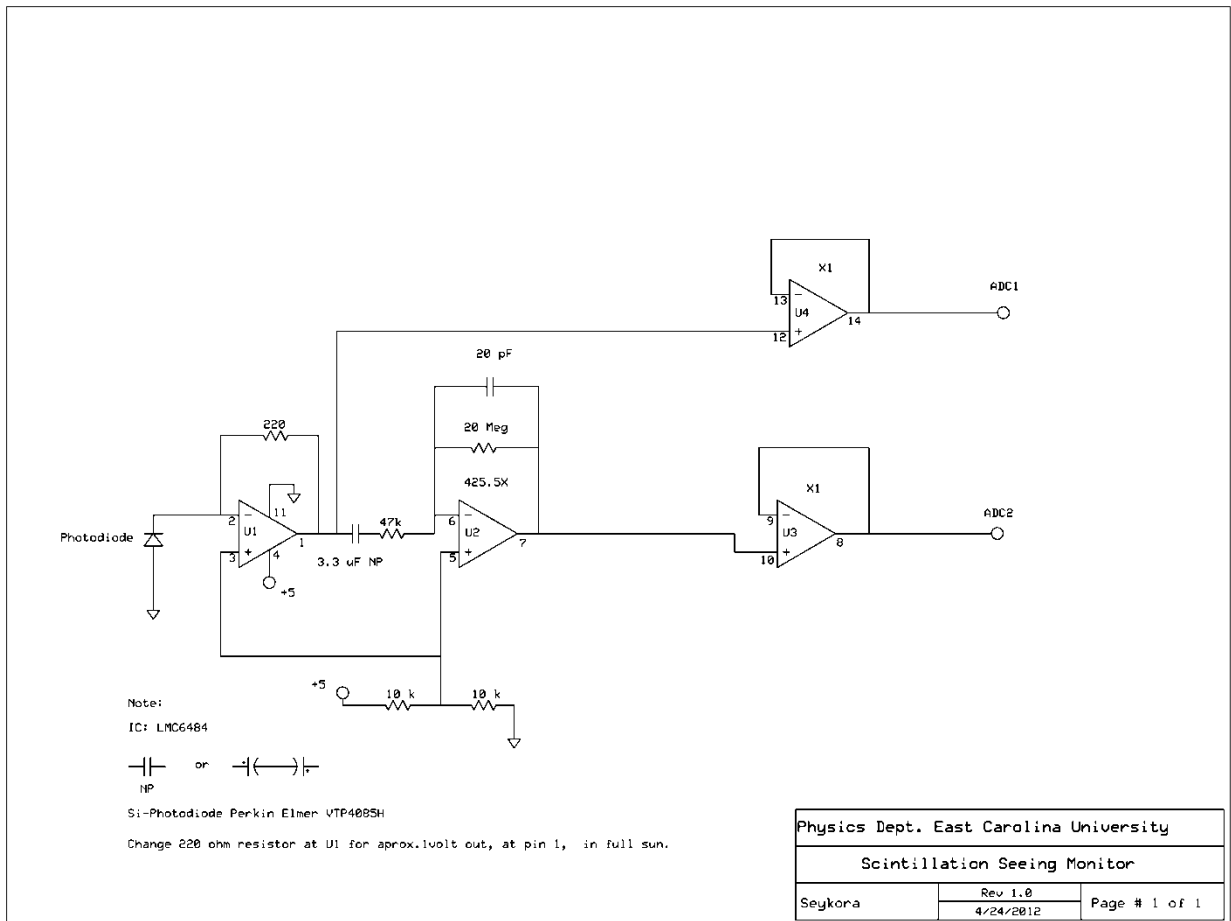 X1
ADC1
13
−
U4
14
12
+
20 pF
220
20 Meg
425.5X
X1
Photodiode
2
−
11
U1
1
3
+
4
+5
3.3 uF NP
47k
6
−
U2
7
5
+
9
−
U3
8
10
+
ADC2
+5
10 k
10 k
Note:
IC: LMC6484
or
+ +
NP
Si-Photodiode Perkin Elmer VTP4085H
Change 220 ohm resistor at U1 for aprox.1volt out, at pin 1, in full sun.
Physics Dept. East Carolina University
Scintillation Seeing Monitor
Seykora
Rev 1.0
4/24/2012
Page # 1 of 1